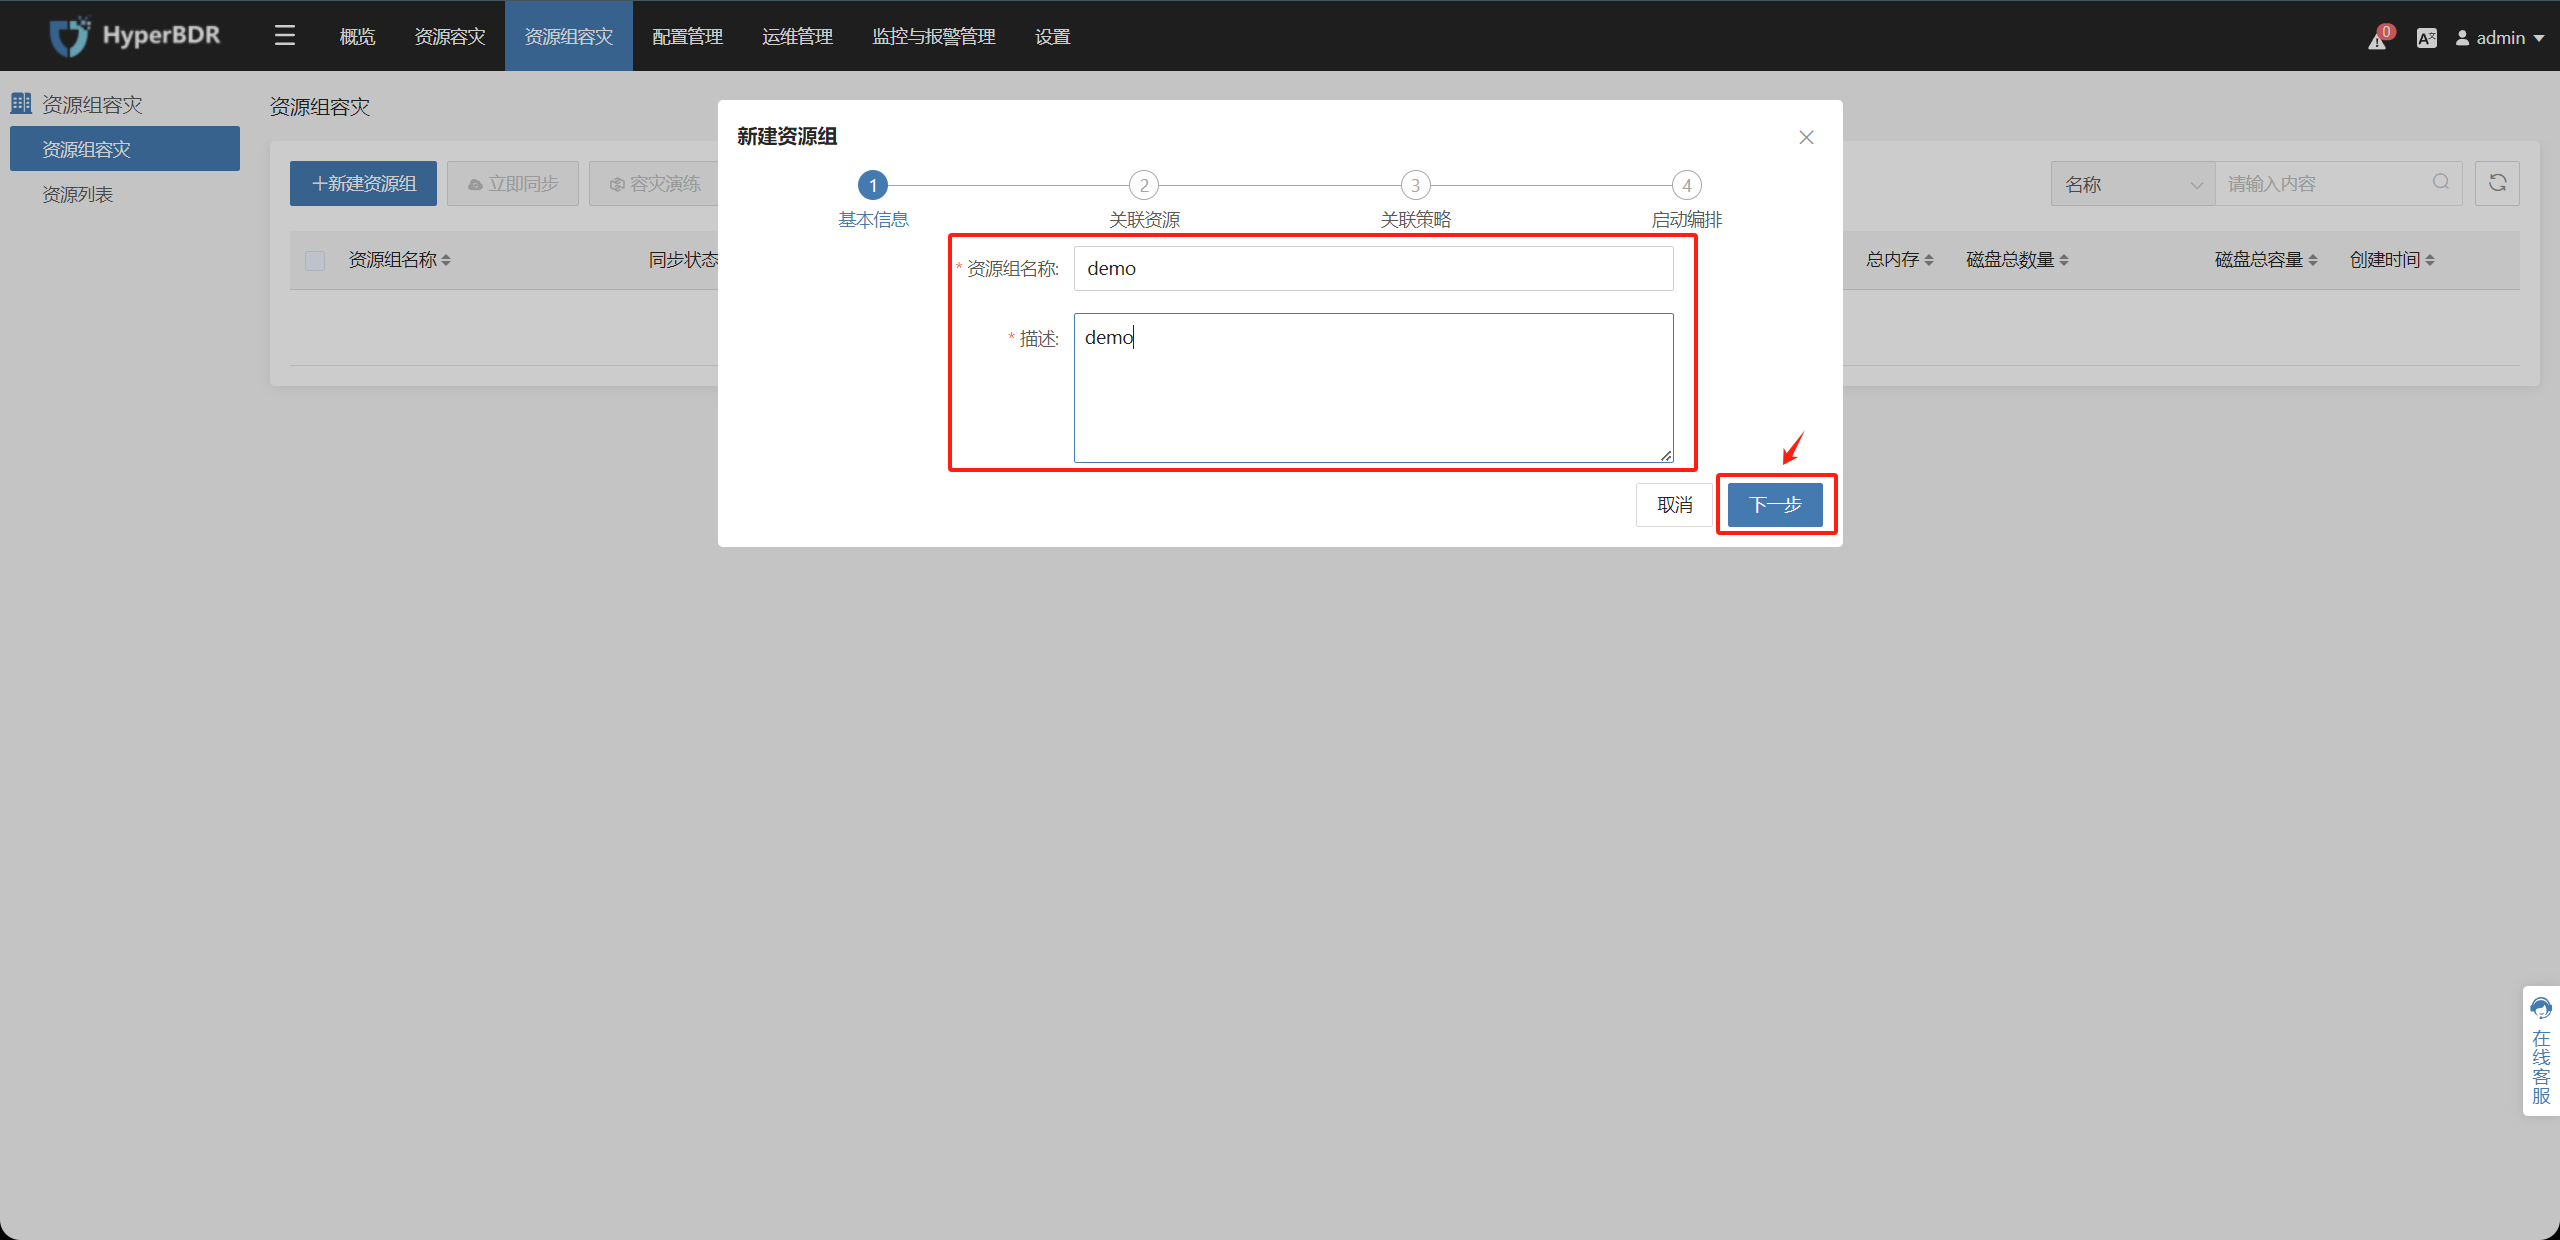 HyperBDR
概览
资源容灾
资源组容灾
配置管理
运维管理
监控与报警管理
设置
0
admin
资源组容灾
资源组容灾
资源列表
资源组容灾
新建资源组
立即同步
容灾演练
名称
请输入内容
资源组名称
同步状态
总内存
磁盘总数量
磁盘总容量
创建时间
新建资源组
1
2
3
4
基本信息
关联资源
关联策略
启动编排
* 资源组名称:
demo
* 描述:
demo
取消
下一步
在线客服